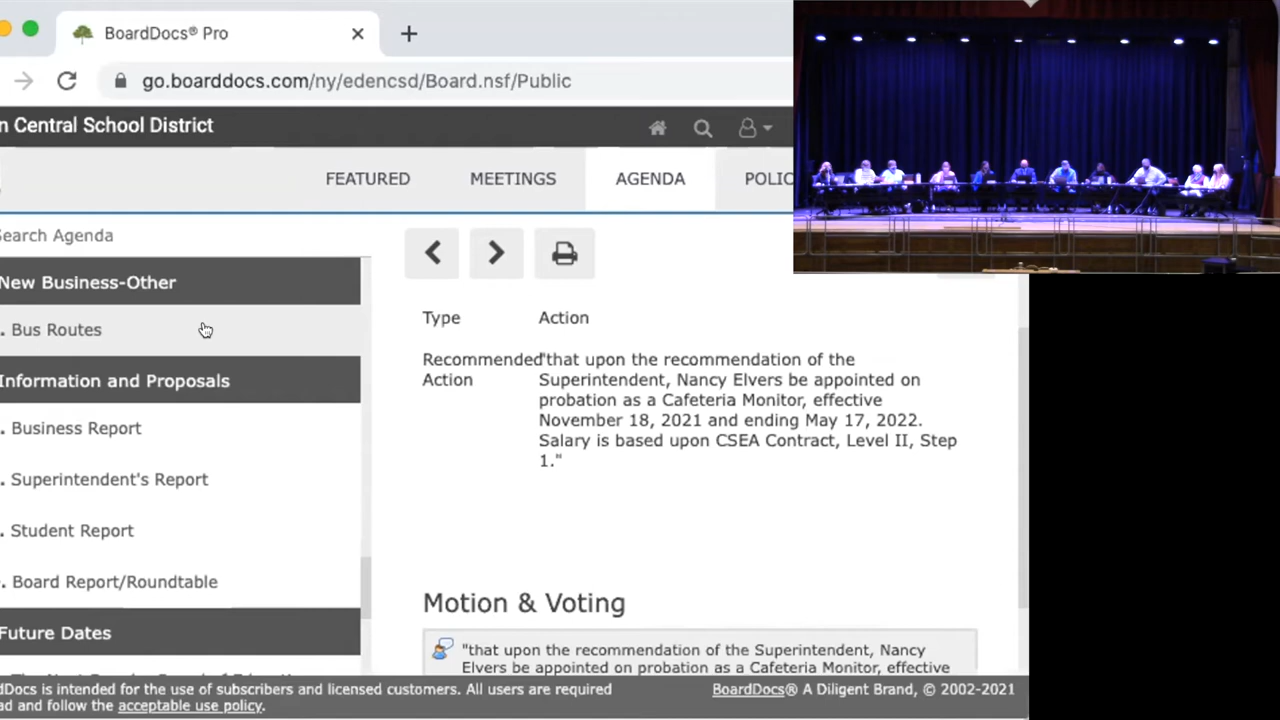 BoardDocs® Pro
go.boarddocs.com/ny/edencsd/Board.nsf/Public
n Central School District
FEATURED MEETINGS AGENDA POLIC
Search Agenda
New Business-Other
. Bus Routes
Information and Proposals
. Business Report
. Superintendent's Report
. Student Report
. Board Report/Roundtable
Future Dates
Type Action
Recommended Action
"that upon the recommendation of the
Superintendent, Nancy Elvers be appointed on
probation as a Cafeteria Monitor, effective
November 18, 2021 and ending May 17, 2022.
Salary is based upon CSEA Contract, Level II, Step
1."
Motion & Voting
"that upon the recommendation of the Superintendent, Nancy
Elvers be appointed on probation as a Cafeteria Monitor, effective
rdDocs is intended for the use of subscribers and licensed customers. All users are required
ad and follow the acceptable use policy.
BoardDocs® A Diligent Brand, © 2002-2021